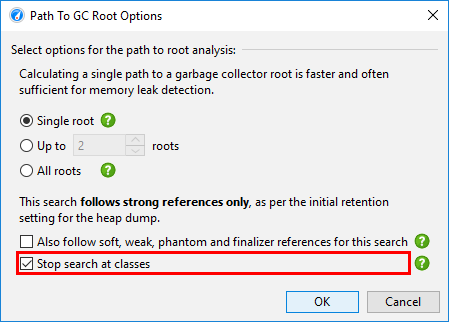 Path To GC Root Options
Select options for the path to root analysis:
Calculating a single path to a garbage collector root is faster and often
sufficient for memory leak detection.
Single root ?
Up to 2 roots
All roots ?
This search follows strong references only, as per the initial retention
setting for the heap dump.
Also follow soft, weak, phantom and finalizer references for this search ?
Stop search at classes ?
OK Cancel